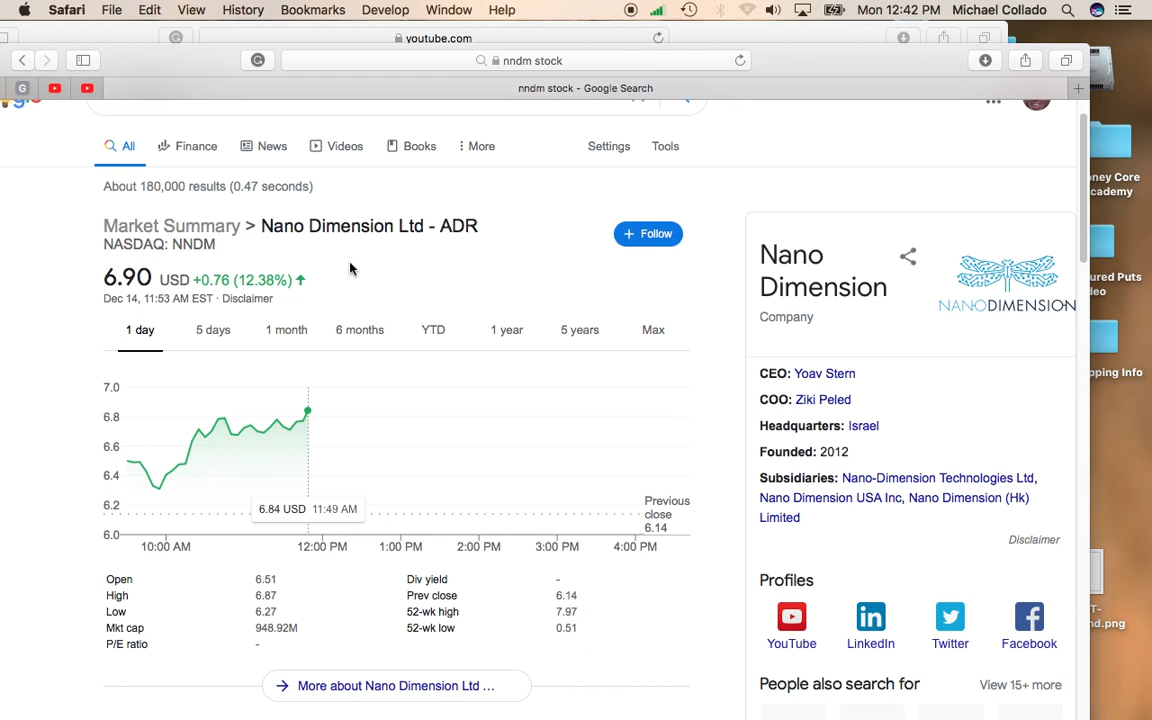 Safari File Edit View History Bookmarks Develop Window Help Mon 12:42 PM Michael Collado
youtube.com
nndm stock
G nndm stock - Google Search +
All Finance News Videos Books More Settings Tools
About 180,000 results (0.47 seconds)
Market Summary > Nano Dimension Ltd - ADR
NASDAQ: NNDM
+ Follow
6.90 USD +0.76 (12.38%)
Dec 14, 11:53 AM EST · Disclaimer
1 day 5 days 1 month 6 months YTD 1 year 5 years Max
7.0
6.8
6.6
6.4
6.2
6.0
6.84 USD 11:49 AM
Previous
close
6.14
10:00 AM 12:00 PM 1:00 PM 2:00 PM 3:00 PM 4:00 PM
Open 6.51 Div yield -
High 6.87 Prev close 6.14
Low 6.27 52-wk high 7.97
Mkt cap 948.92M 52-wk low 0.51
P/E ratio -
More about Nano Dimension Ltd ...
Nano
Dimension
Company
NANODIMENSION
CEO: Yoav Stern
COO: Ziki Peled
Headquarters: Israel
Founded: 2012
Subsidiaries: Nano-Dimension Technologies Ltd,
Nano Dimension USA Inc, Nano Dimension (Hk)
Limited
Disclaimer
Profiles
YouTube LinkedIn Twitter Facebook
People also search for View 15+ more
ney Core
ademy
ured Puts
deo
pping Info
T-
nd.png